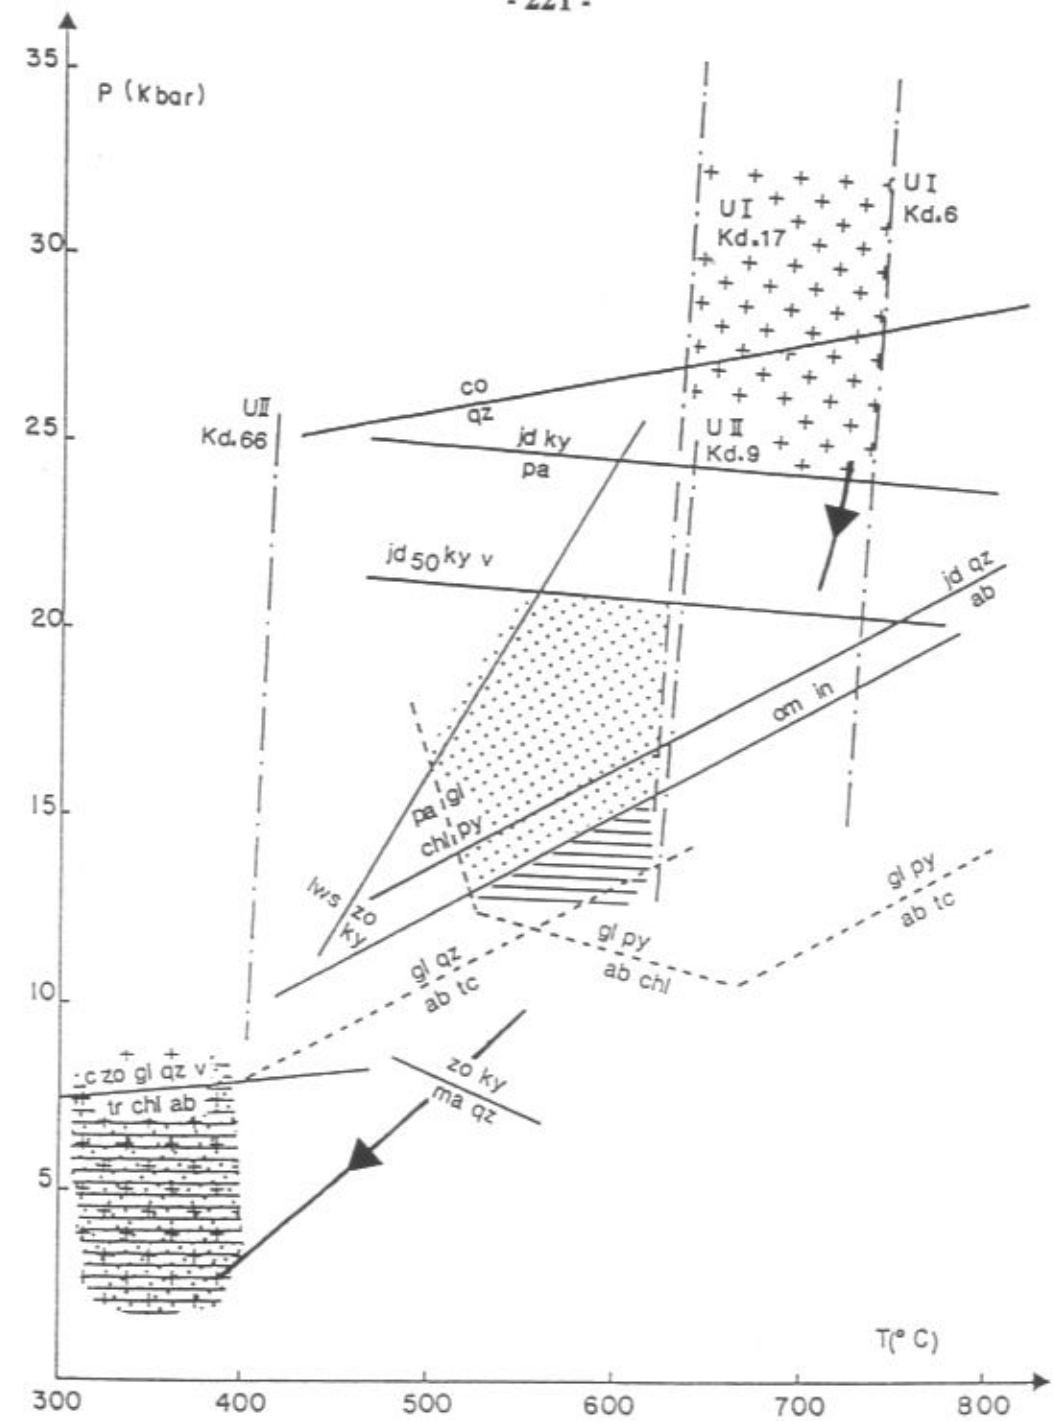 - 221 -
35
P (Kbar)
U I
Kd.6
U I
Kd.17
30
co
qz
U II
Kd.66
25
jd ky
pa
U II
Kd.9
jd50 ky v
jd qz
ab
20
om in
15
pa gl
chl py
lws zo
ky
gl py
ab tc
gl py
ab chl
gl qz
ab tc
10
czo gl qz v
tr chl ab
zo ky
ma qz
5
T(° C)
300 400 500 600 700 800